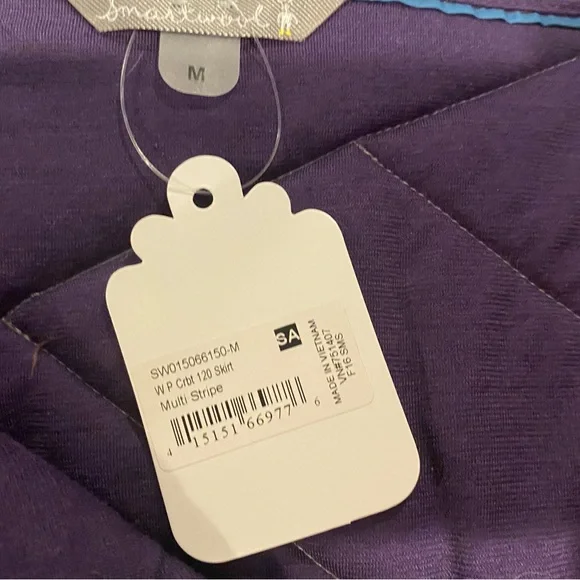 Smartwool
M
SW015066150-M
W P Crbt 120 Skirt
Multi Stripe
4 15151 66977 6
SA
MADE IN VIETNAM
VN#751407
F16 SMS